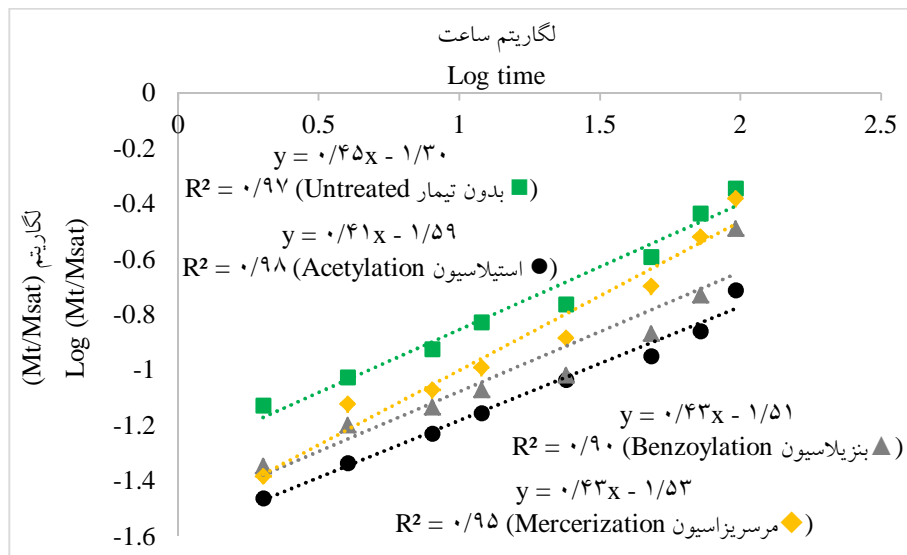 لگاریتم ساعت
Log time
0
0 0.5 1 1.5 2 2.5
-0.2
-0.4
-0.6
-0.8
-1
-1.2
-1.4
-1.6
لگاریتم (Mt/Msat)
Log (Mt/Msat)
y = ۰/۴۵x - ۱/۳۰
R² = ۰/۹۷ (Untreated بدون تیمار)
y = ۰/۴۱x - ۱/۵۹
R² = ۰/۹۸ (Acetylation استیلاسیون)
y = ۰/۴۳x - ۱/۵۱
R² = ۰/۹۰ (Benzoylation بنزیلاسیون)
y = ۰/۴۳x - ۱/۵۳
R² = ۰/۹۵ (Mercerization مرسریزاسیون)